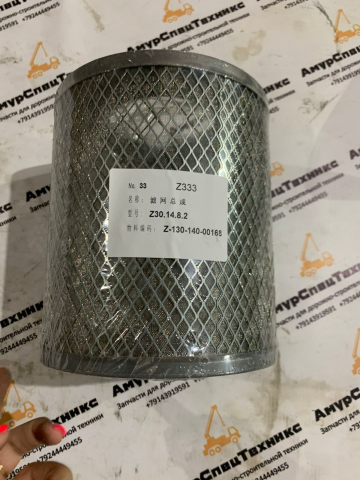 No. 33 Z333
名称: 滤网总成
型号: Z30.14.8.2
物料编码: Z-130-140-00168
АмурСпецТехникс
Запчасти для дорожно-строительной техники
+79143919591 +79244449455